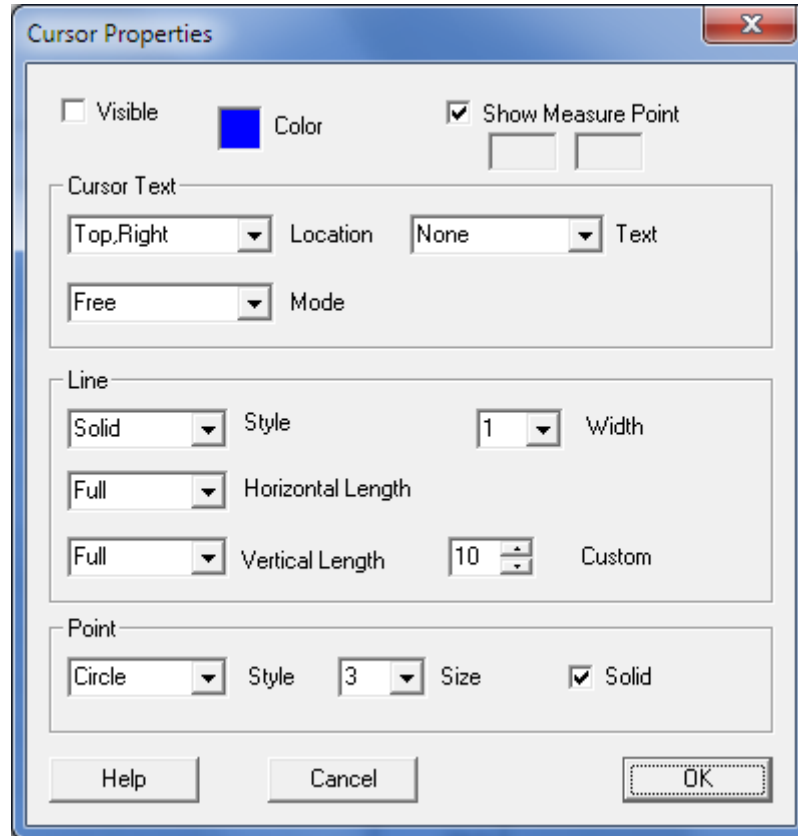 Cursor Properties
Visible Color Show Measure Point
Cursor Text
Top,Right Location None Text
Free Mode
Line
Solid Style 1 Width
Full Horizontal Length
Full Vertical Length 10 Custom
Point
Circle Style 3 Size Solid
Help Cancel OK